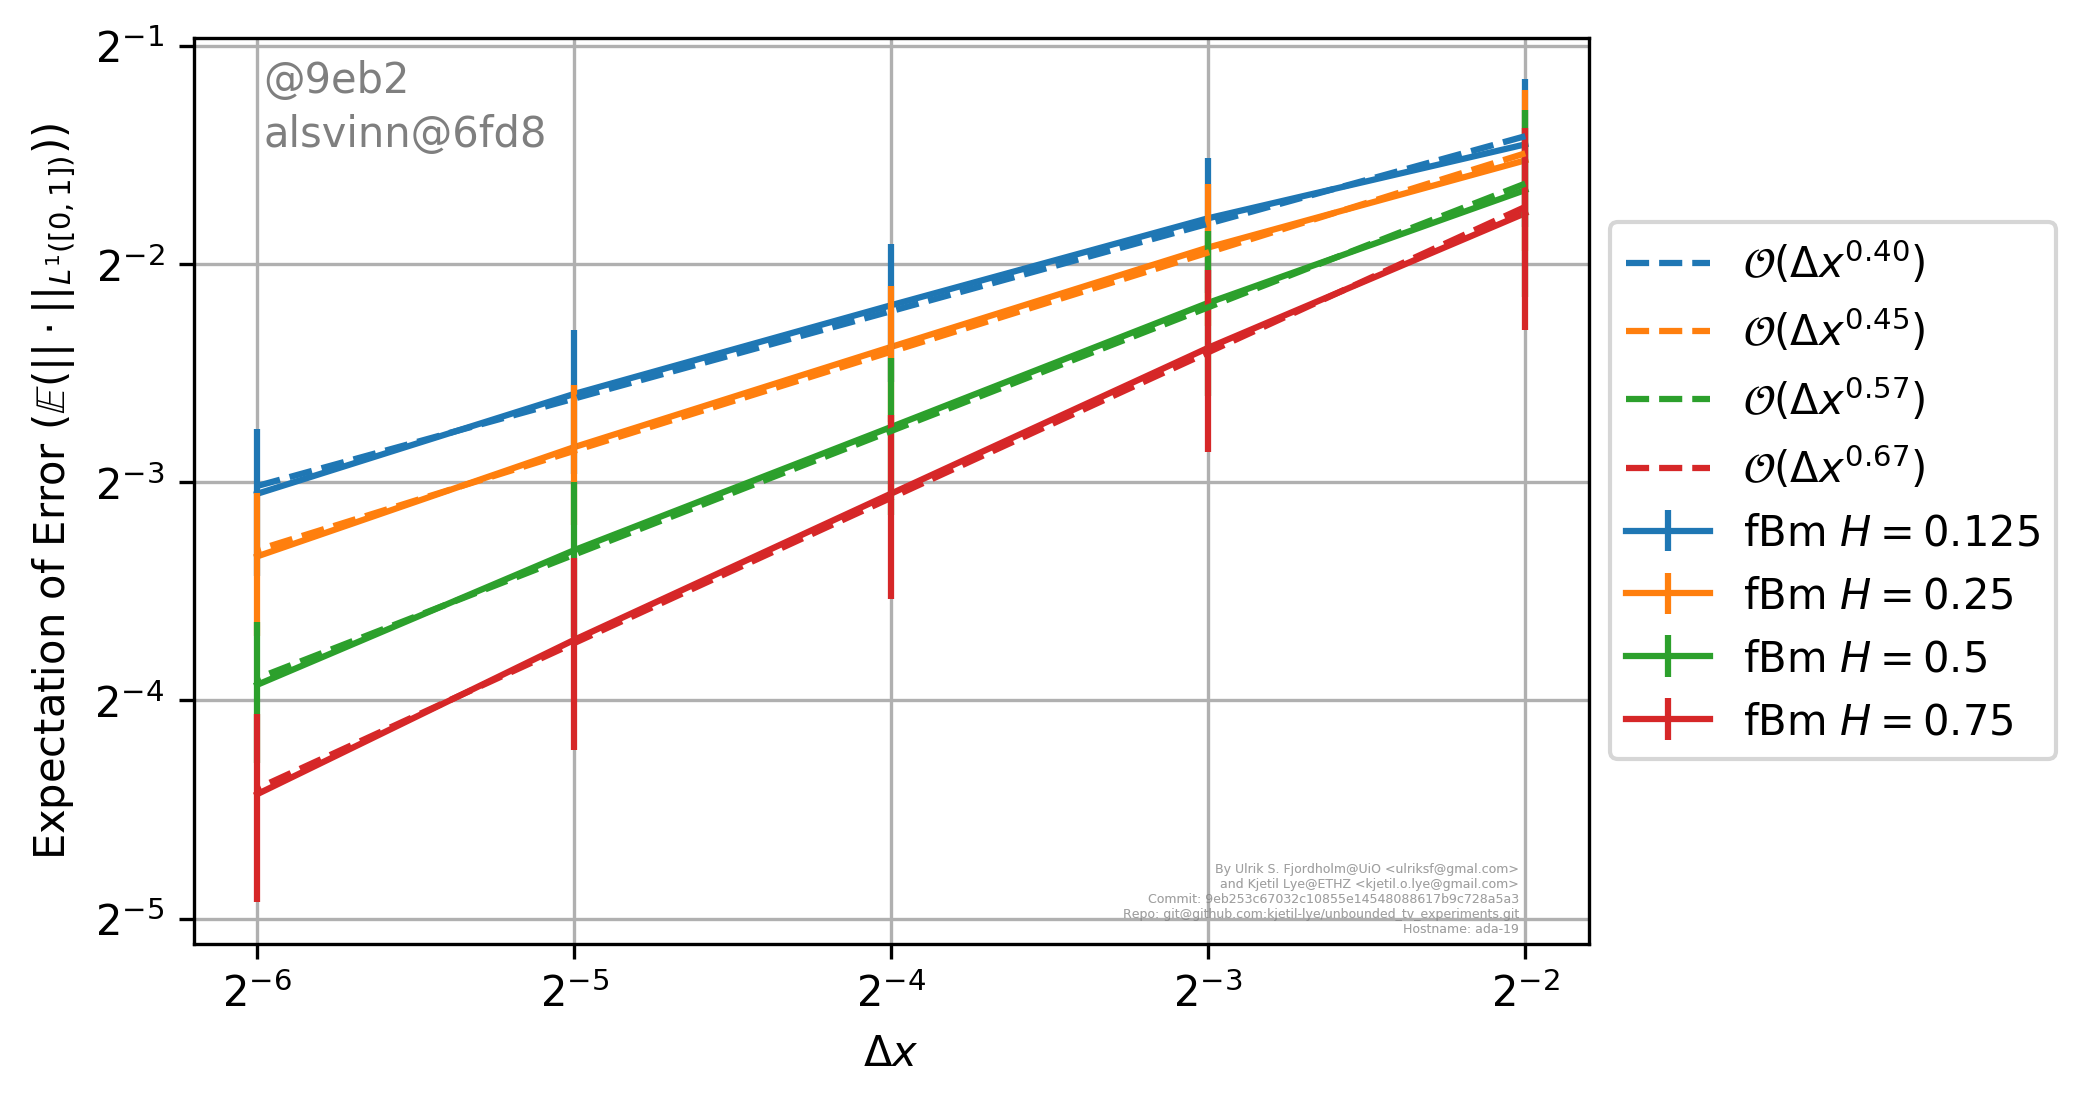 @9eb2
alsvinn@6fd8
2⁻¹
2⁻²
2⁻³
2⁻⁴
2⁻⁵
Expectation of Error (𝔼(||·||_{L¹([0,1])}))
2⁻⁶
2⁻⁵
2⁻⁴
2⁻³
2⁻²
Δx
𝒪(Δx^{0.40})
𝒪(Δx^{0.45})
𝒪(Δx^{0.57})
𝒪(Δx^{0.67})
fBm H = 0.125
fBm H = 0.25
fBm H = 0.5
fBm H = 0.75
By Ulrik S. Fjordholm@UiO <ulriksf@gmal.com>
and Kjetil Lye@ETHZ <kjetil.o.lye@gmail.com>
Commit: 9eb253c67032c10855e14548088617b9c728a5a3
Repo: git@github.com:kjetil-lye/unbounded_tv_experiments.git
Hostname: ada-19